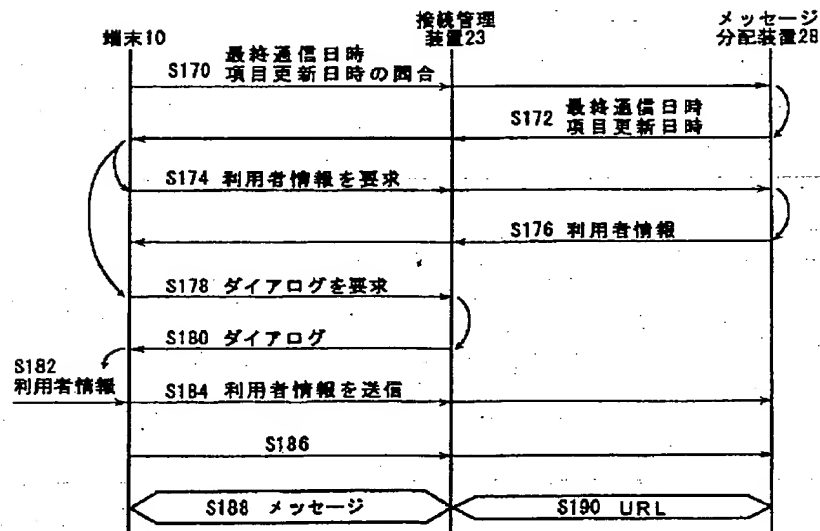 端末10
接続管理
装置23
メッセージ
分配装置28
最終通信日時
S170 項目更新日時の問合
S172 最終通信日時
項目更新日時
S174 利用者情報を要求
S176 利用者情報
S178 ダイアログを要求
S180 ダイアログ
S182
利用者情報
S184 利用者情報を送信
S186
S188 メッセージ
S190 URL